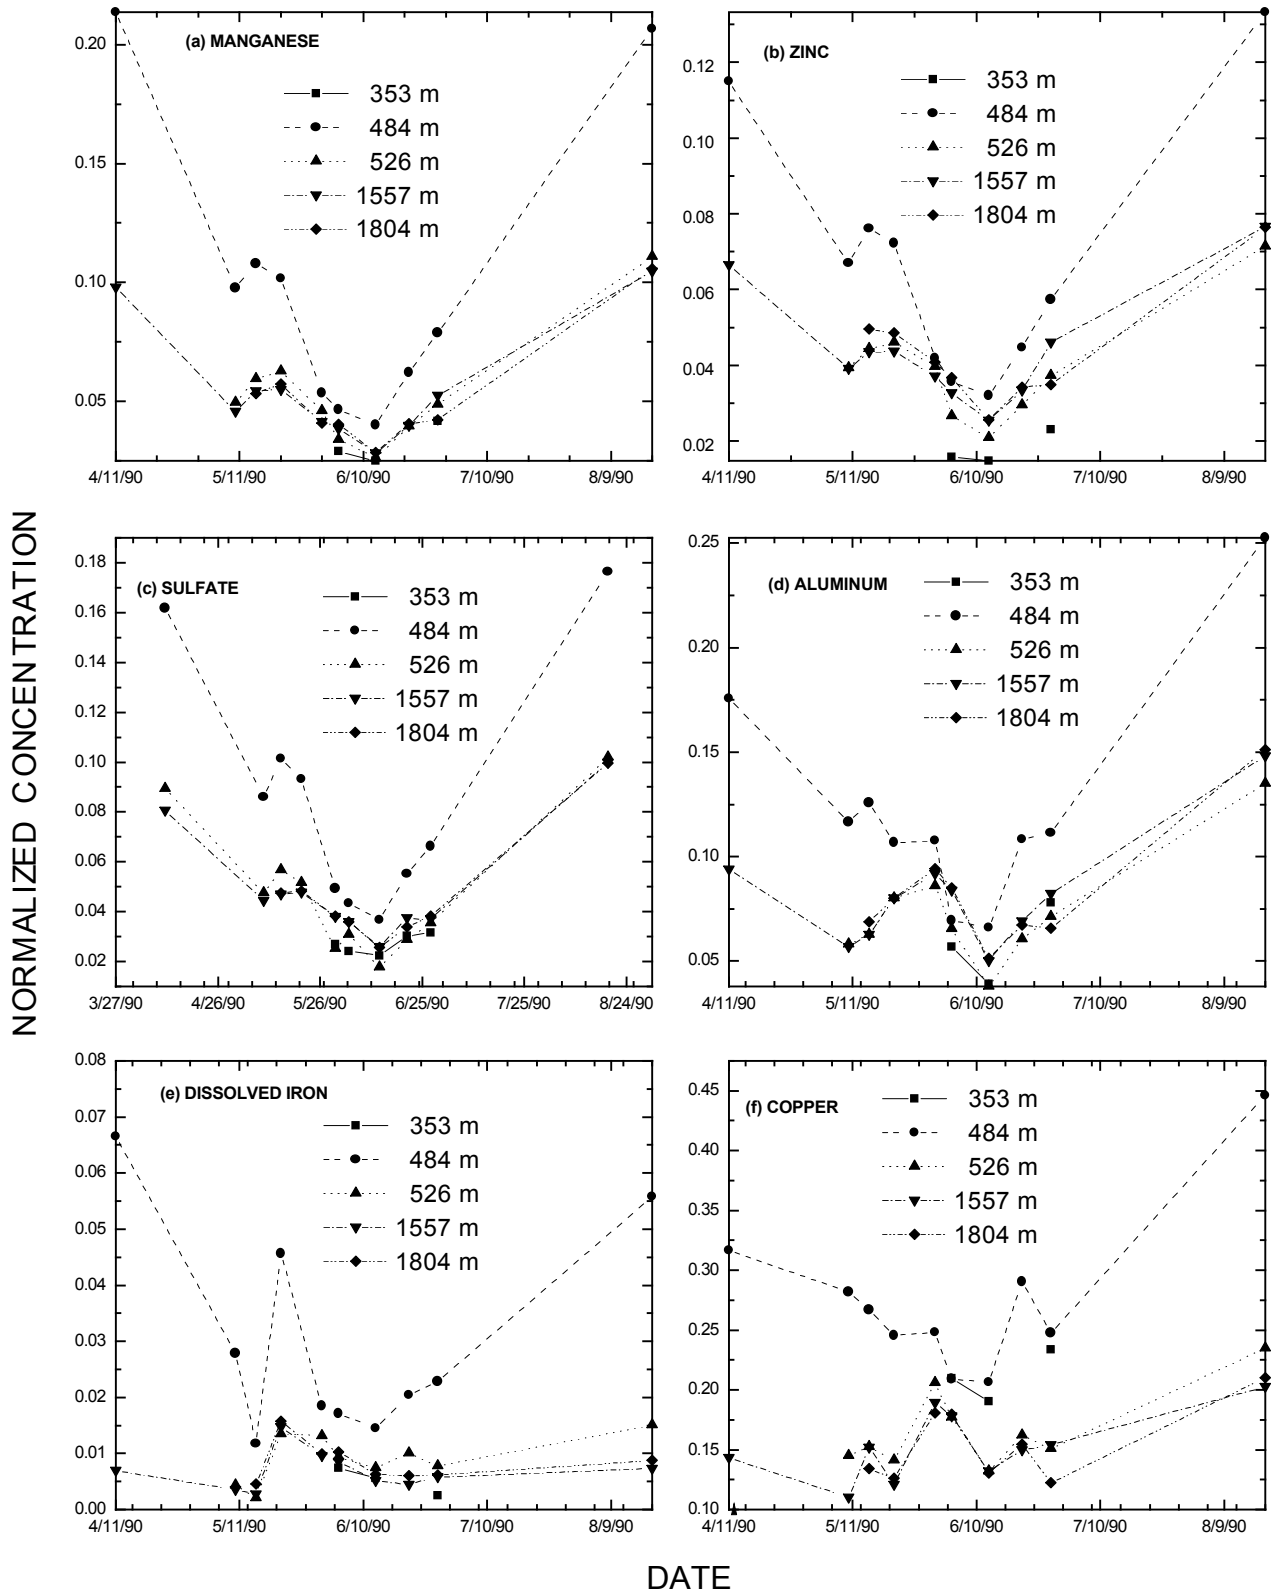 NORMALIZED CONCENTRATION
(a) MANGANESE
353 m
484 m
526 m
1557 m
1804 m
0.20
0.15
0.10
0.05
4/11/90 5/11/90 6/10/90 7/10/90 8/9/90
(b) ZINC
353 m
484 m
526 m
1557 m
1804 m
0.12
0.10
0.08
0.06
0.04
0.02
4/11/90 5/11/90 6/10/90 7/10/90 8/9/90
(c) SULFATE
353 m
484 m
526 m
1557 m
1804 m
0.18
0.16
0.14
0.12
0.10
0.08
0.06
0.04
0.02
3/27/90 4/26/90 5/26/90 6/25/90 7/25/90 8/24/90
(d) ALUMINUM
353 m
484 m
526 m
1557 m
1804 m
0.25
0.20
0.15
0.10
0.05
4/11/90 5/11/90 6/10/90 7/10/90 8/9/90
(e) DISSOLVED IRON
353 m
484 m
526 m
1557 m
1804 m
0.08
0.07
0.06
0.05
0.04
0.03
0.02
0.01
0.00
4/11/90 5/11/90 6/10/90 7/10/90 8/9/90
(f) COPPER
353 m
484 m
526 m
1557 m
1804 m
0.45
0.40
0.35
0.30
0.25
0.20
0.15
0.10
4/11/90 5/11/90 6/10/90 7/10/90 8/9/90
DATE